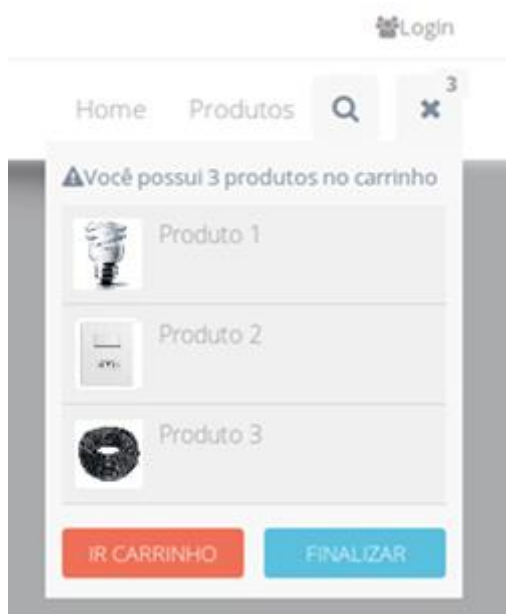 Login
Home Produtos
3
Você possui 3 produtos no carrinho
Produto 1
Produto 2
Produto 3
IR CARRINHO FINALIZAR